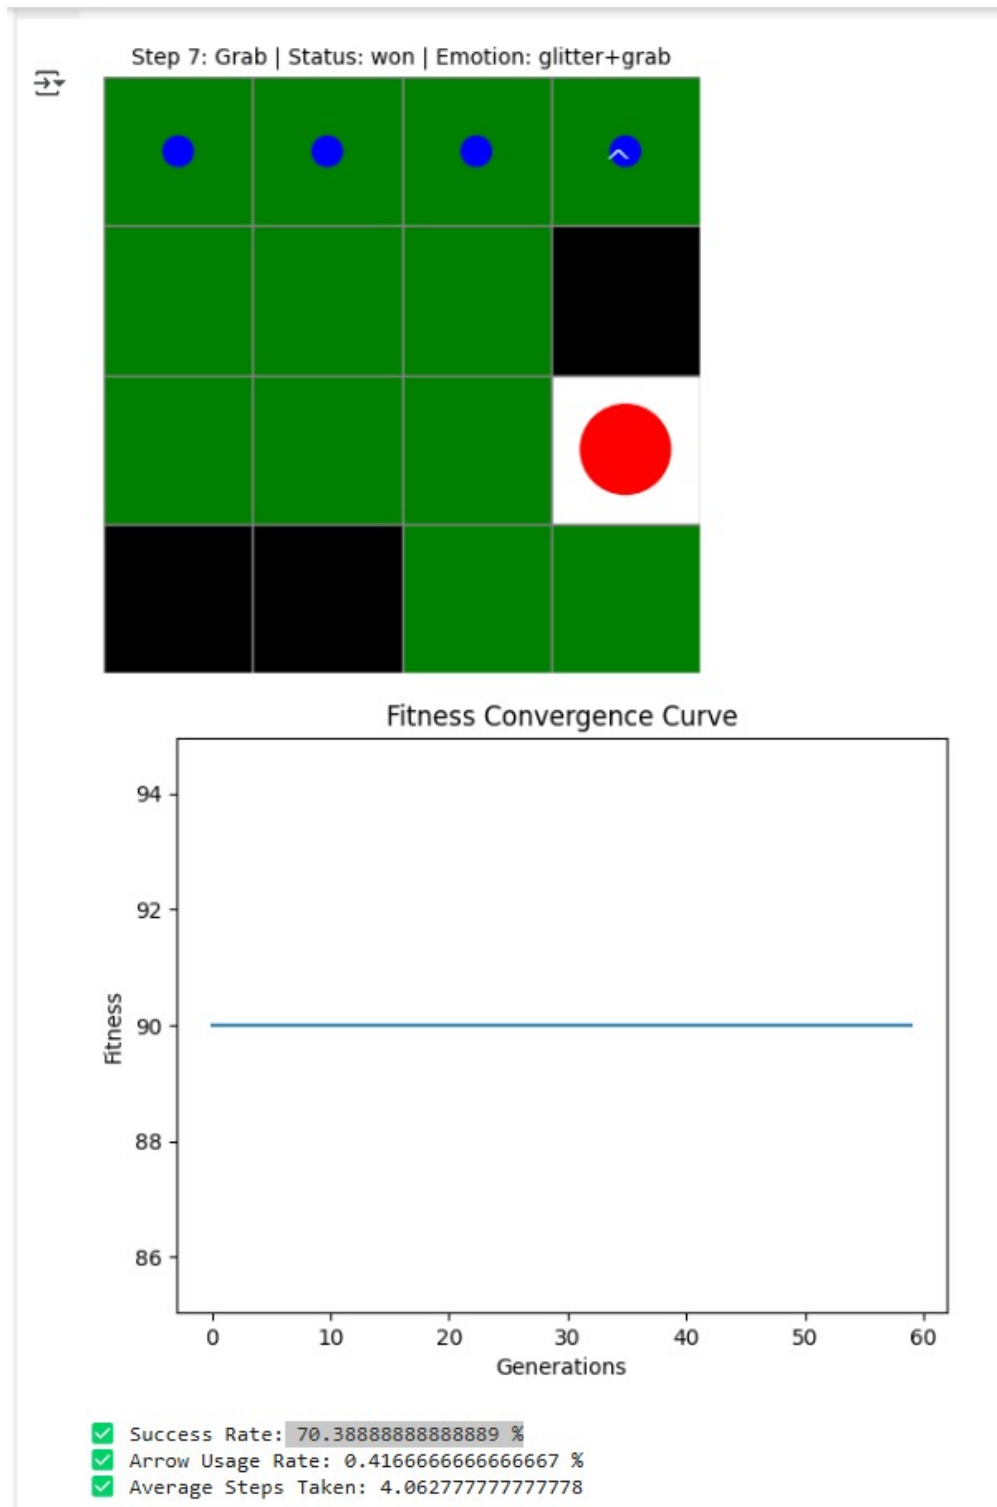 Step 7: Grab | Status: won | Emotion: glitter+grab
Fitness Convergence Curve
94
92
90
88
86
Fitness
0 10 20 30 40 50 60
Generations
Success Rate: 70.38888888888889 %
Arrow Usage Rate: 0.4166666666666667 %
Average Steps Taken: 4.062777777777778